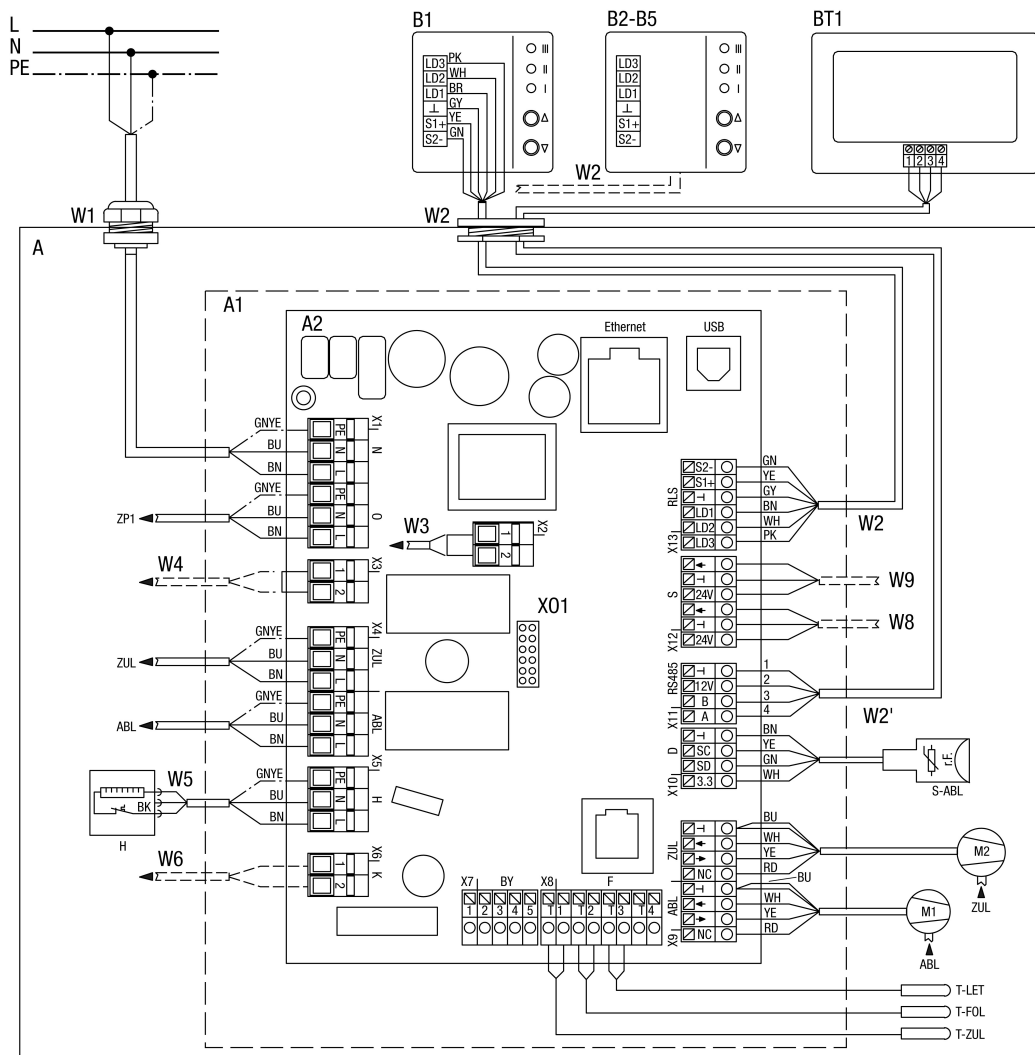 L
N
PE
B1
LD3 PK
LD2 WH
LD1 BR
⊥ GY
S1+ YE
S2- GN
III
II
I
Δ
∇
B2-B5
LD3
LD2
LD1
⊥
S1+
S2-
III
II
I
Δ
∇
W2
BT1
1 2 3 4
W1
W2
A
A1
A2
Ethernet
USB
X1
N
GNYE PE
BU N
BN L
O
GNYE PE
BU N
BN L
ZP1
W3
X2
1
2
W4
X3
1
2
X01
X4
ZUL
GNYE PE
BU N
BN L
ZUL
ABL
GNYE PE
BU N
BN L
ABL
X5
H
GNYE PE
BU N
BN L
W5
BK
H
W6
X6
K
1
2
X7 BY
1 2 3 4 5
X8 F
T 1 T 2 T 3 T 4
RLS
X13
S2- GN
S1+ YE
⊥ GY
LD1 BN
LD2 WH
LD3 PK
W2
S
X12
⊥
24V
W9
⊥
24V
W8
RS485
X11
⊥ 1
12V 2
B 3
A 4
W2'
D
X10
⊥ BN
SC YE
SD GN
3.3 WH
r.F.
S-ABL
ZUL
⊥ BU
WH
YE
NC RD
M2
ZUL
ABL
X9
⊥ BU
WH
YE
NC RD
M1
ABL
T-LET
T-FOL
T-ZUL